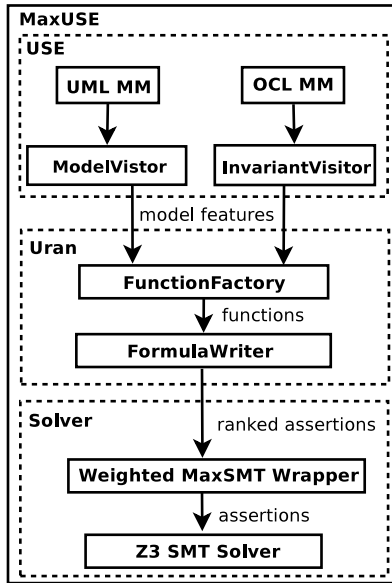 MaxUSE
USE
UML MM
OCL MM
ModelVistor
InvariantVisitor
model features
Uran
FunctionFactory
functions
FormulaWriter
Solver
ranked assertions
Weighted MaxSMT Wrapper
assertions
Z3 SMT Solver